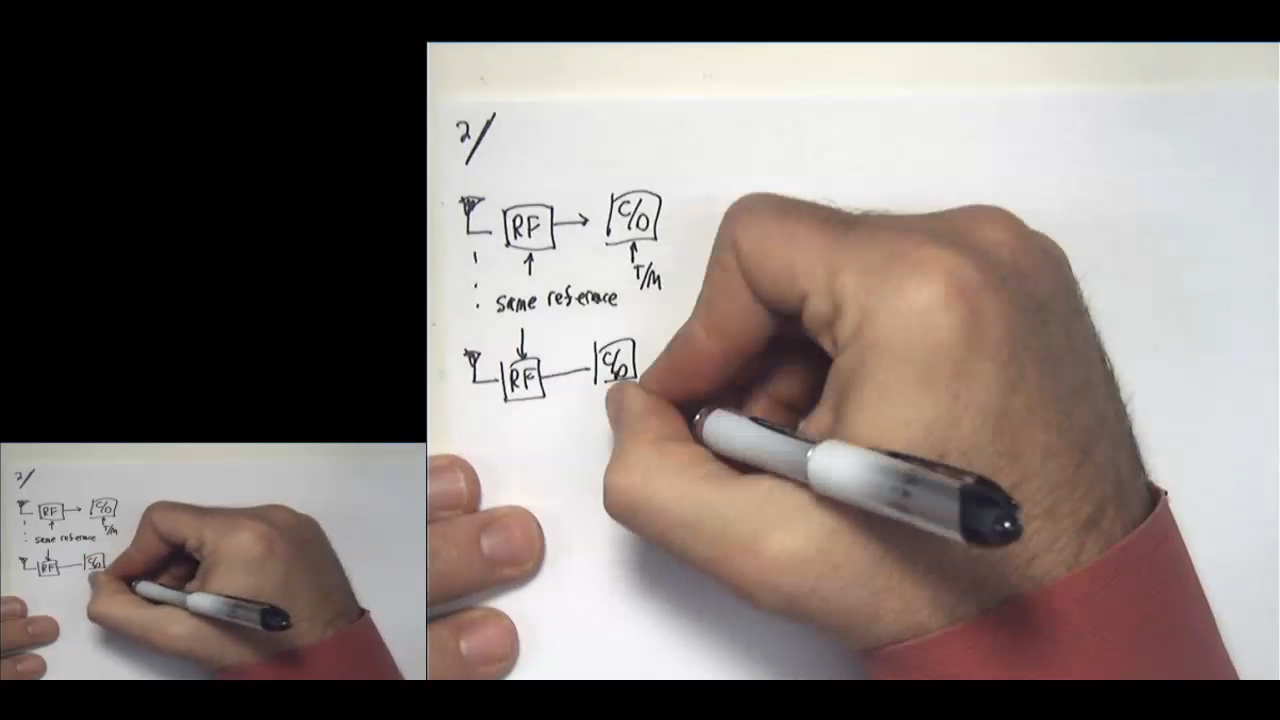 2/
RF → C/D
↑ ↑
T/M
same reference
↓
RF C/D